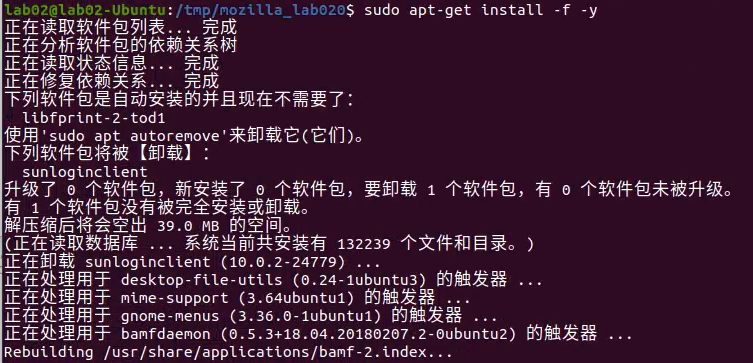 lab02@lab02-Ubuntu:/tmp/mozilla_lab020$ sudo apt-get install -f -y
正在读取软件包列表... 完成
正在分析软件包的依赖关系树
正在读取状态信息... 完成
正在修复依赖关系... 完成
下列软件包是自动安装的并且现在不需要了：
  libfprint-2-tod1
使用'sudo apt autoremove'来卸载它(它们)。
下列软件包将被【卸载】：
  sunloginclient
升级了 0 个软件包，新安装了 0 个软件包，要卸载 1 个软件包，有 0 个软件包未被升级。
有 1 个软件包没有被完全安装或卸载。
解压缩后将会空出 39.0 MB 的空间。
(正在读取数据库 ... 系统当前共安装有 132239 个文件和目录。)
正在卸载 sunloginclient (10.0.2-24779) ...
正在处理用于 desktop-file-utils (0.24-1ubuntu3) 的触发器 ...
正在处理用于 mime-support (3.64ubuntu1) 的触发器 ...
正在处理用于 gnome-menus (3.36.0-1ubuntu1) 的触发器 ...
正在处理用于 bamfdaemon (0.5.3+18.04.20180207.2-0ubuntu2) 的触发器 ...
Rebuilding /usr/share/applications/bamf-2.index...